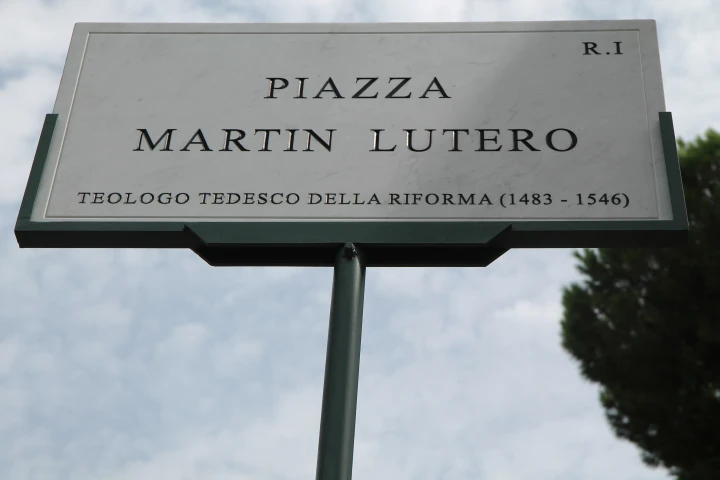 R.I
PIAZZA
MARTIN LUTERO
TEOLOGO TEDESCO DELLA RIFORMA (1483 - 1546)